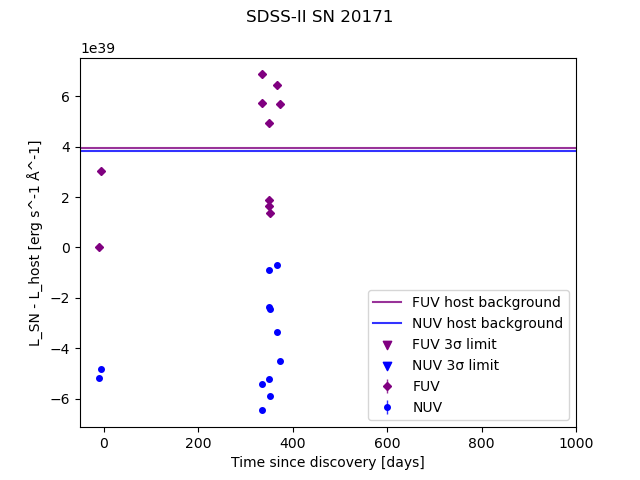 SDSS-II SN 20171
1e39
L_SN - L_host [erg s^-1 Å^-1]
6
4
2
0
−2
−4
−6
FUV host background
NUV host background
FUV 3σ limit
NUV 3σ limit
FUV
NUV
0 200 400 600 800 1000
Time since discovery [days]